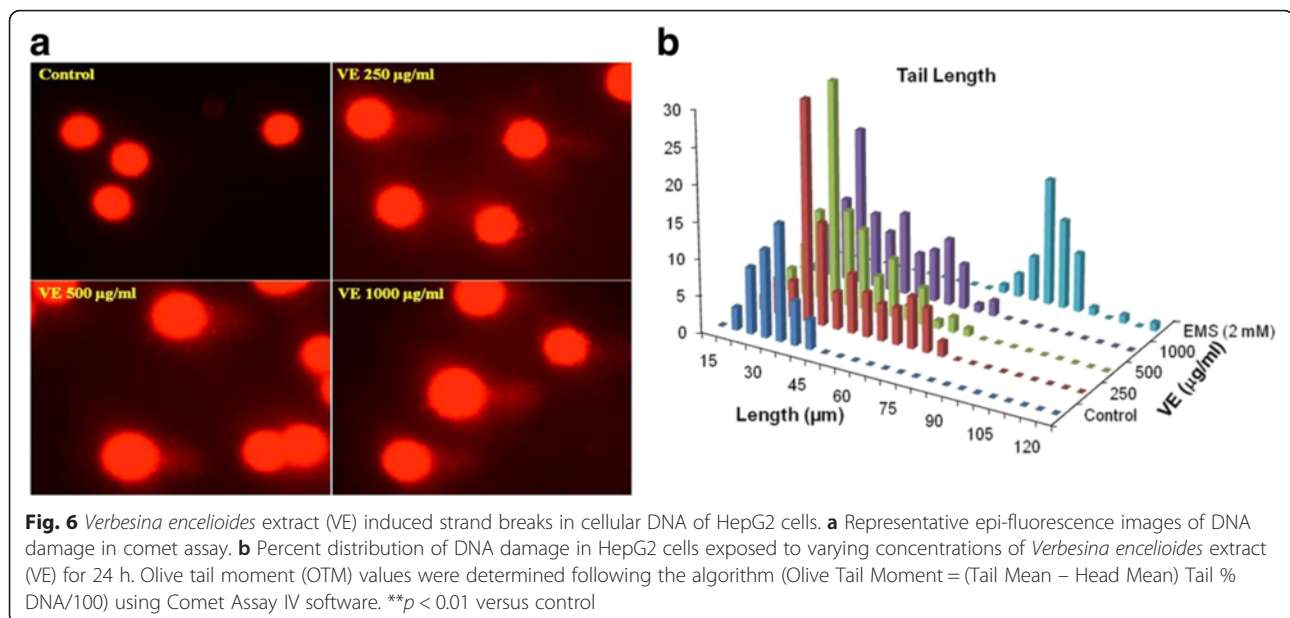 a
Control
VE 250 µg/ml
VE 500 µg/ml
VE 1000 µg/ml
b
Tail Length
30
25
20
15
10
5
0
15
30
45
60
75
90
105
120
Length (µm)
Control
250
500
1000
EMS (2 mM)
VE (µg/ml)
Fig. 6 Verbesina encelioides extract (VE) induced strand breaks in cellular DNA of HepG2 cells. a Representative epi-fluorescence images of DNA
damage in comet assay. b Percent distribution of DNA damage in HepG2 cells exposed to varying concentrations of Verbesina encelioides extract
(VE) for 24 h. Olive tail moment (OTM) values were determined following the algorithm (Olive Tail Moment = (Tail Mean – Head Mean) Tail %
DNA/100) using Comet Assay IV software. **p < 0.01 versus control